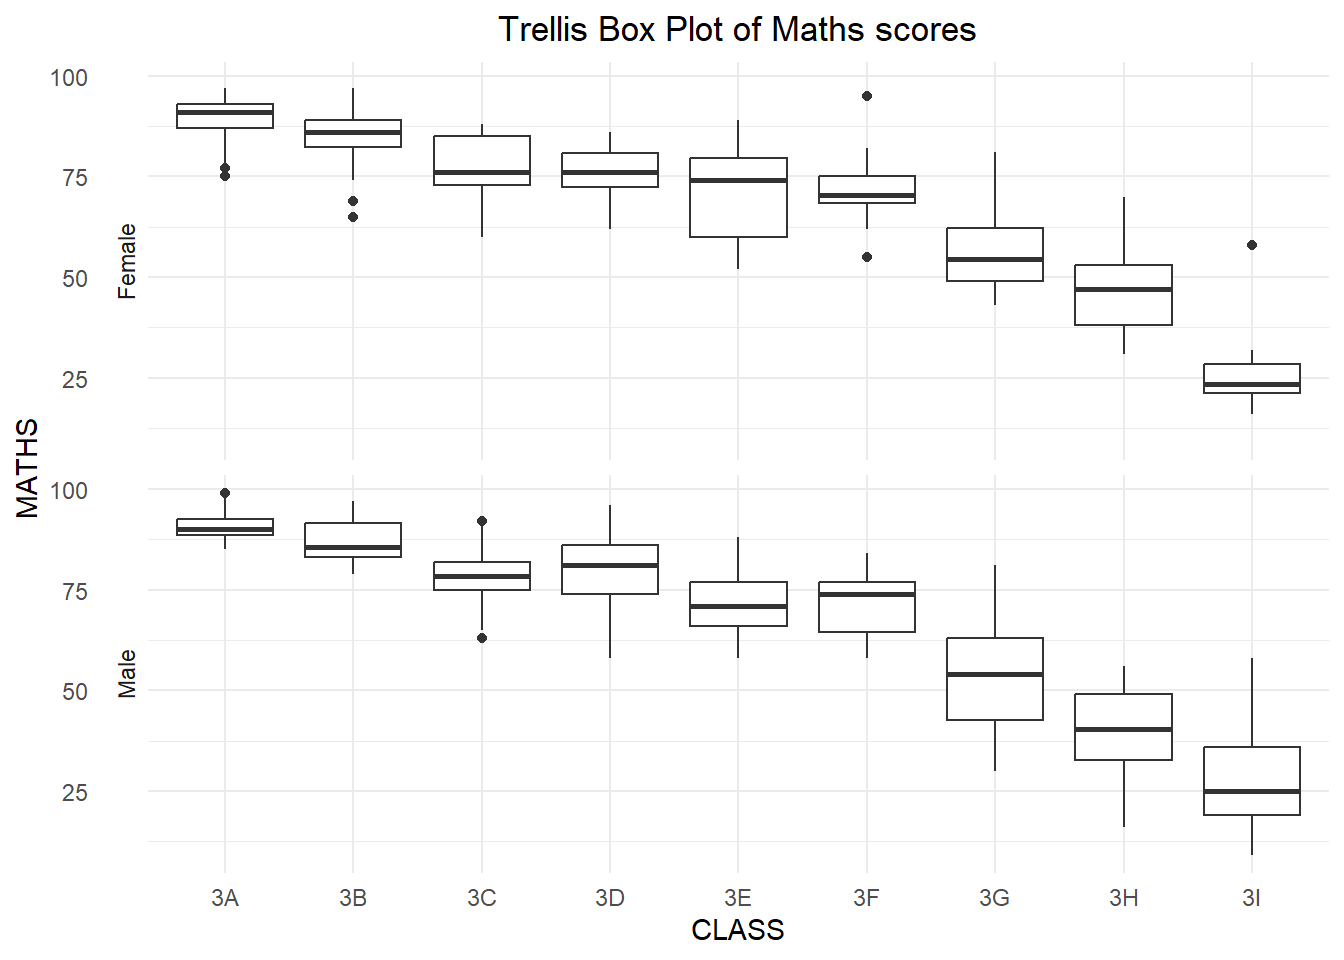 Trellis Box Plot of Maths scores
MATHS
Female
100
75
50
25
Male
100
75
50
25
3A 3B 3C 3D 3E 3F 3G 3H 3I
CLASS